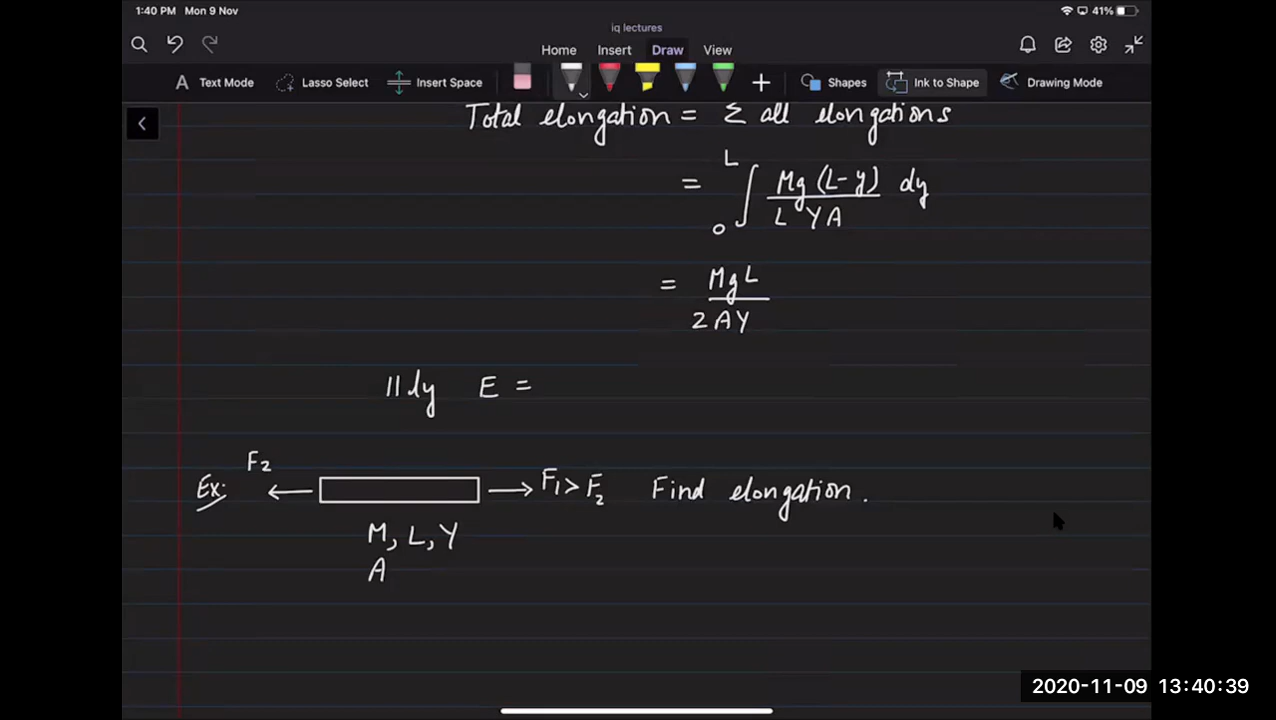 1:40 PM Mon 9 Nov
41%
iq lectures
Home Insert Draw View
Text Mode Lasso Select Insert Space Shapes Ink to Shape Drawing Mode
Total elongation = Σ all elongations
= 0∫L Mg (L-y) / L YA dy
= MgL / 2AY
lly E =
Ex: F2 F1 > F2 Find elongation.
M, L, Y
A
2020-11-09 13:40:39